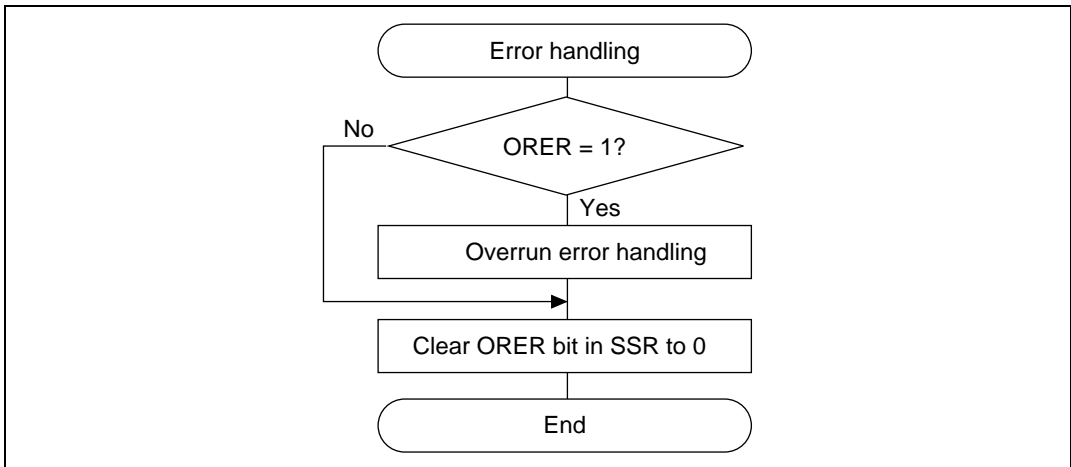 Error handling
No
ORER = 1?
Yes
Overrun error handling
Clear ORER bit in SSR to 0
End